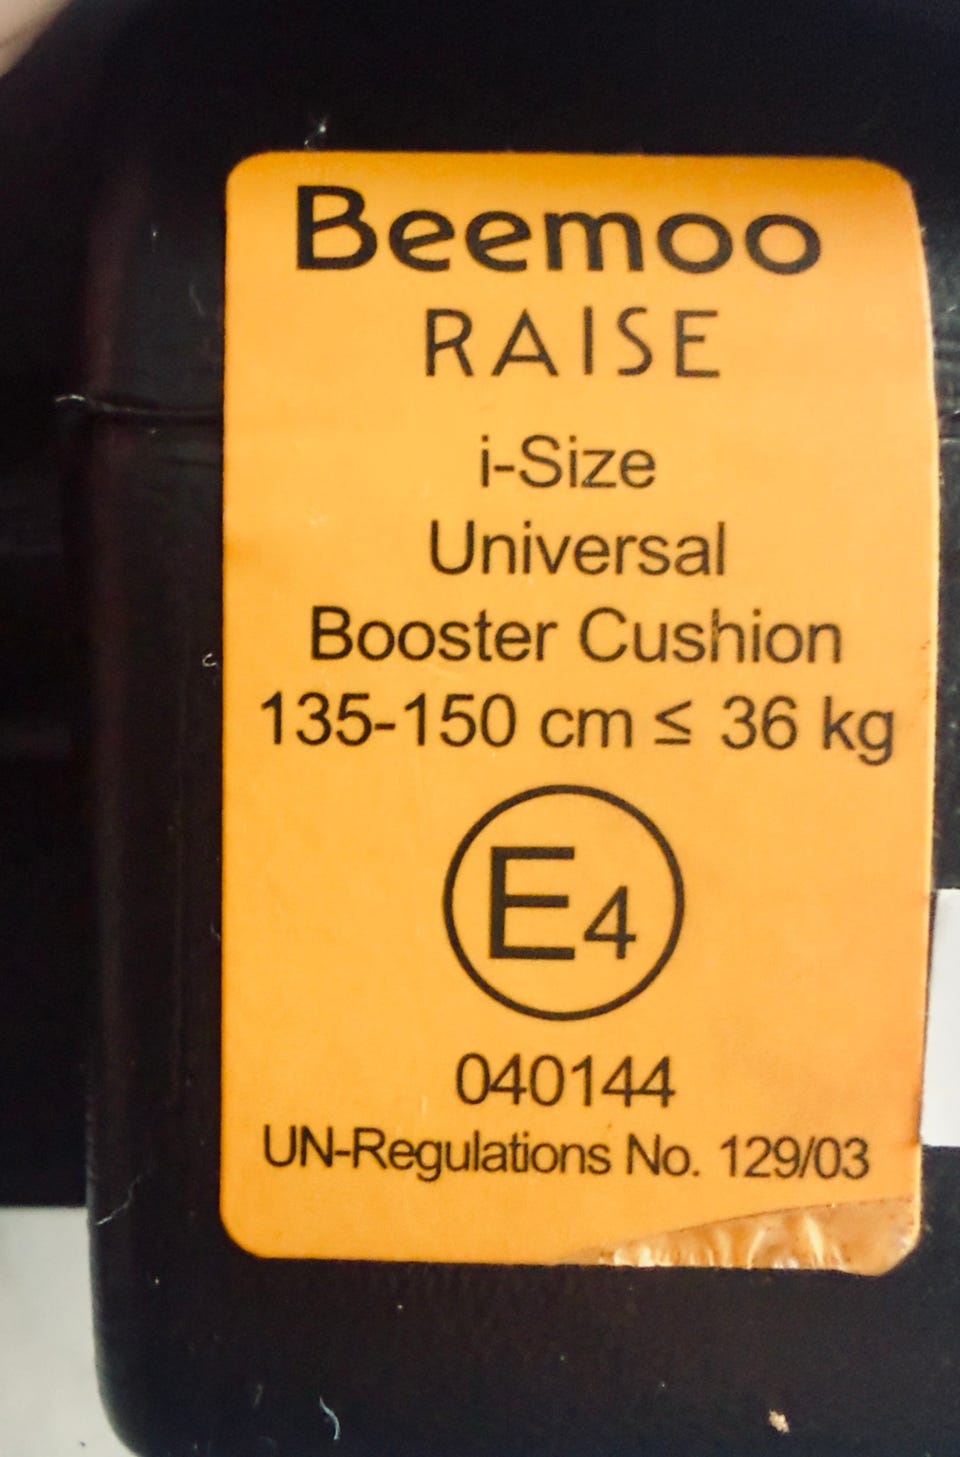 Beemoo
RAISE
i-Size
Universal
Booster Cushion
135-150 cm ≤ 36 kg
E4
040144
UN-Regulations No. 129/03